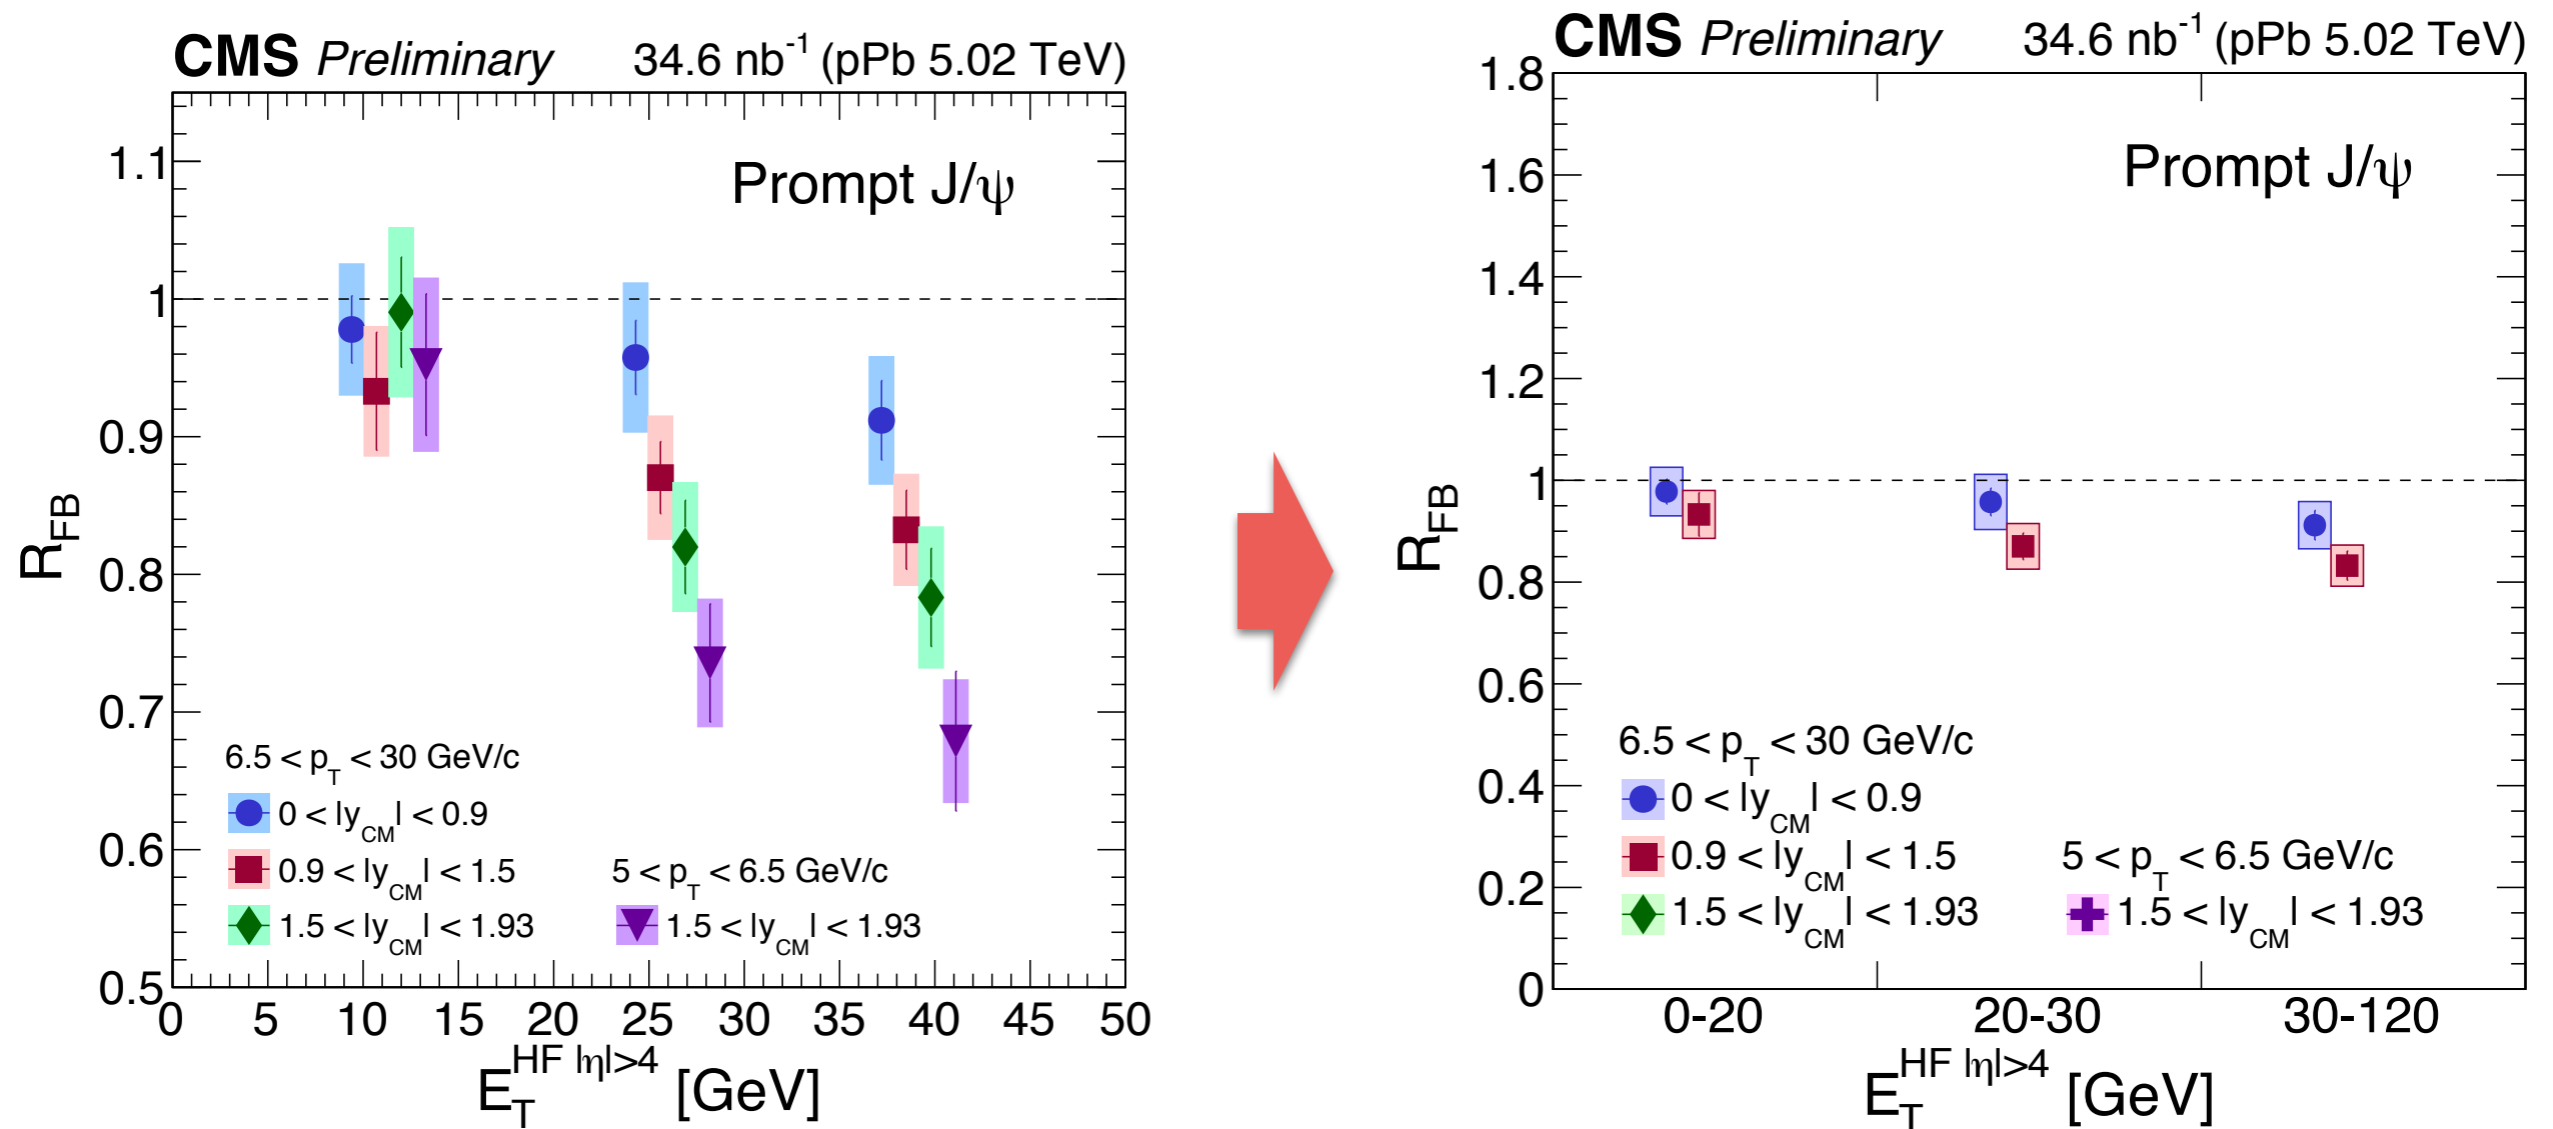 CMS Preliminary 34.6 nb-1 (pPb 5.02 TeV)
Prompt J/ψ
1.1
1
0.9
0.8
0.7
0.6
0.5
RFB
6.5 < pT < 30 GeV/c
0 < |yCM| < 0.9
0.9 < |yCM| < 1.5
1.5 < |yCM| < 1.93
5 < pT < 6.5 GeV/c
1.5 < |yCM| < 1.93
0 5 10 15 20 25 30 35 40 45 50
ETHF |η|>4 [GeV]
CMS Preliminary 34.6 nb-1 (pPb 5.02 TeV)
Prompt J/ψ
1.8
1.6
1.4
1.2
1
0.8
0.6
0.4
0.2
0
RFB
6.5 < pT < 30 GeV/c
0 < |yCM| < 0.9
0.9 < |yCM| < 1.5
1.5 < |yCM| < 1.93
5 < pT < 6.5 GeV/c
1.5 < |yCM| < 1.93
0-20 20-30 30-120
ETHF |η|>4 [GeV]